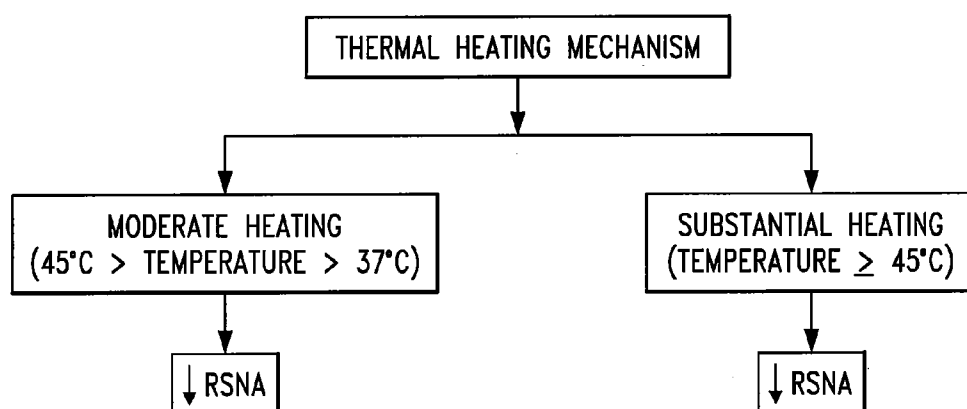 THERMAL HEATING MECHANISM
MODERATE HEATING
(45°C > TEMPERATURE > 37°C)
SUBSTANTIAL HEATING
(TEMPERATURE ≥ 45°C)
↓ RSNA
↓ RSNA